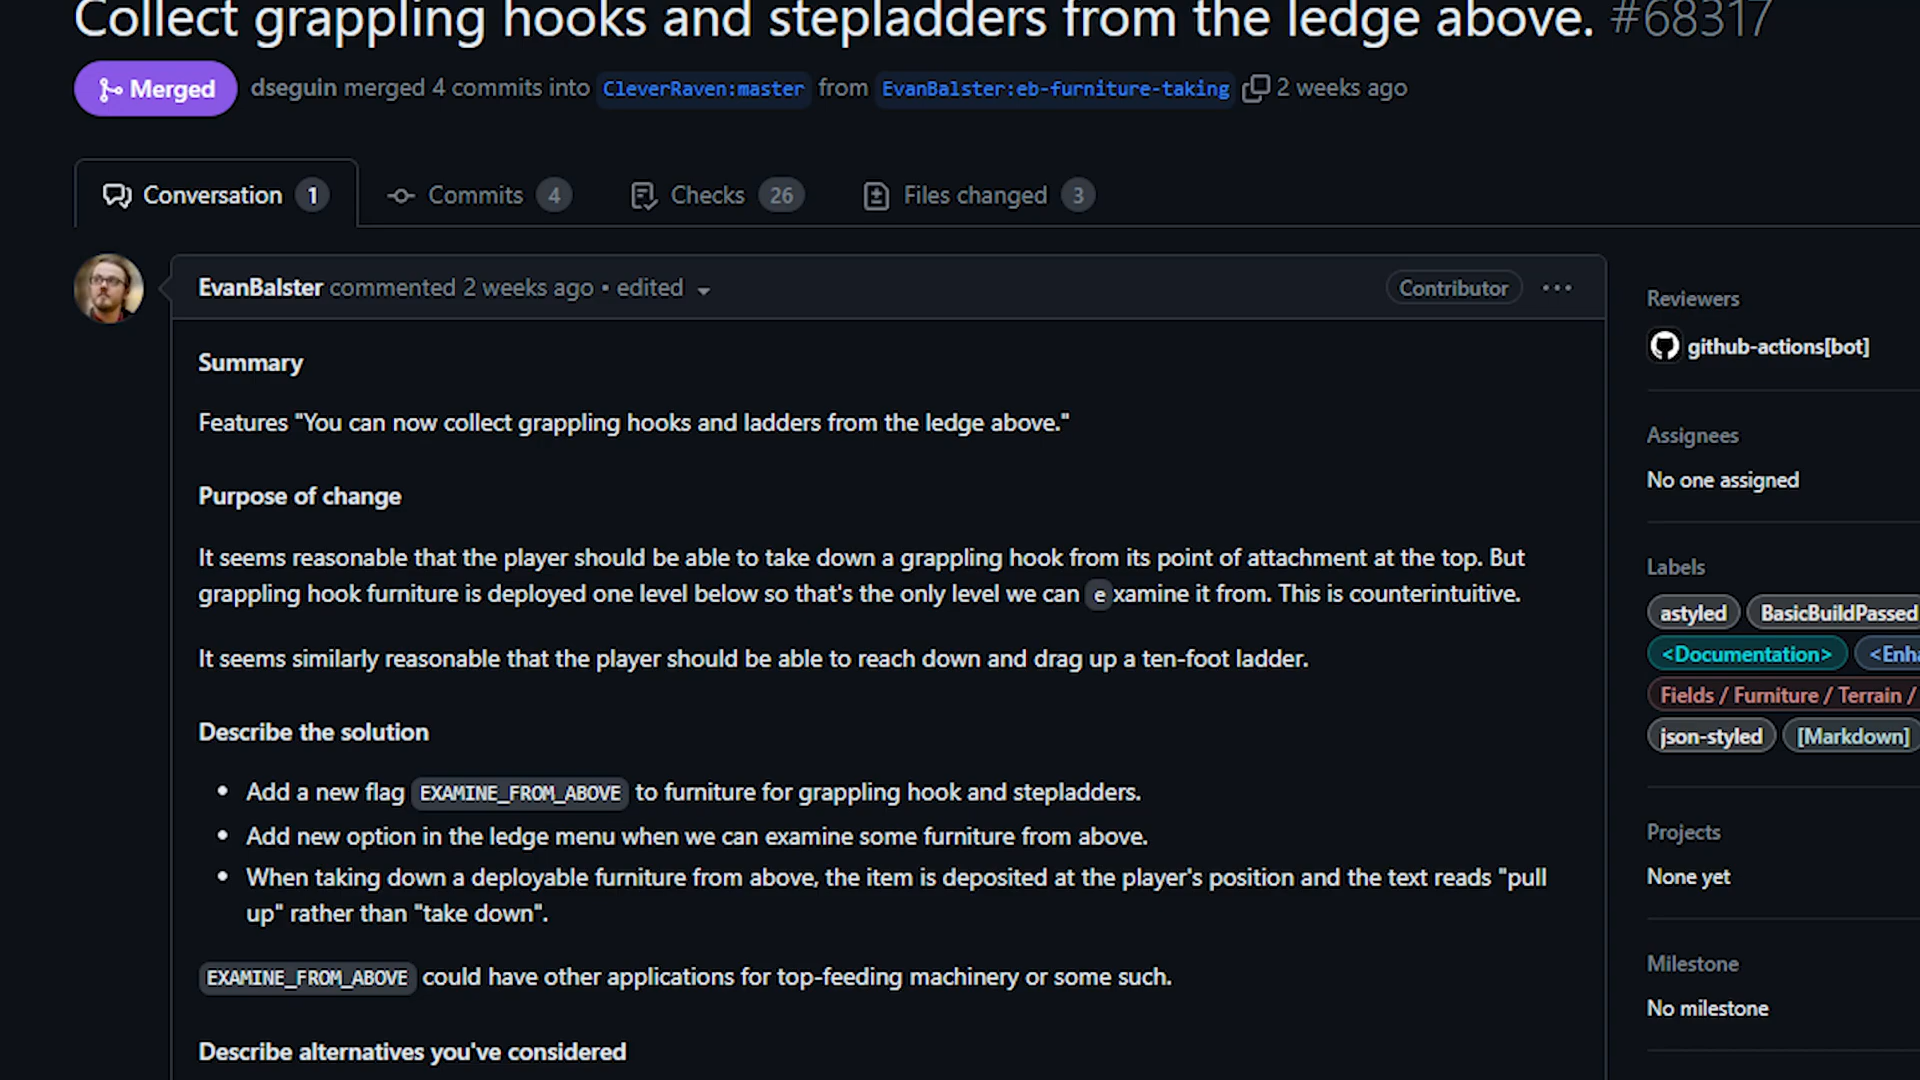 Collect grappling hooks and stepladders from the ledge above. #68317
Merged dseguin merged 4 commits into CleverRaven:master from EvanBalster:eb-furniture-taking 2 weeks ago
Conversation 1 Commits 4 Checks 26 Files changed 3
EvanBalster commented 2 weeks ago • edited Contributor ...
Summary
Features "You can now collect grappling hooks and ladders from the ledge above."
Purpose of change
It seems reasonable that the player should be able to take down a grappling hook from its point of attachment at the top. But
grappling hook furniture is deployed one level below so that's the only level we can examine it from. This is counterintuitive.
It seems similarly reasonable that the player should be able to reach down and drag up a ten-foot ladder.
Describe the solution
• Add a new flag EXAMINE_FROM_ABOVE to furniture for grappling hook and stepladders.
• Add new option in the ledge menu when we can examine some furniture from above.
• When taking down a deployable furniture from above, the item is deposited at the player's position and the text reads "pull
up" rather than "take down".
EXAMINE_FROM_ABOVE could have other applications for top-feeding machinery or some such.
Describe alternatives you've considered
Reviewers
github-actions[bot]
Assignees
No one assigned
Labels
astyled BasicBuildPassed
<Documentation> <Enha
Fields / Furniture / Terrain /
json-styled [Markdown]
Projects
None yet
Milestone
No milestone